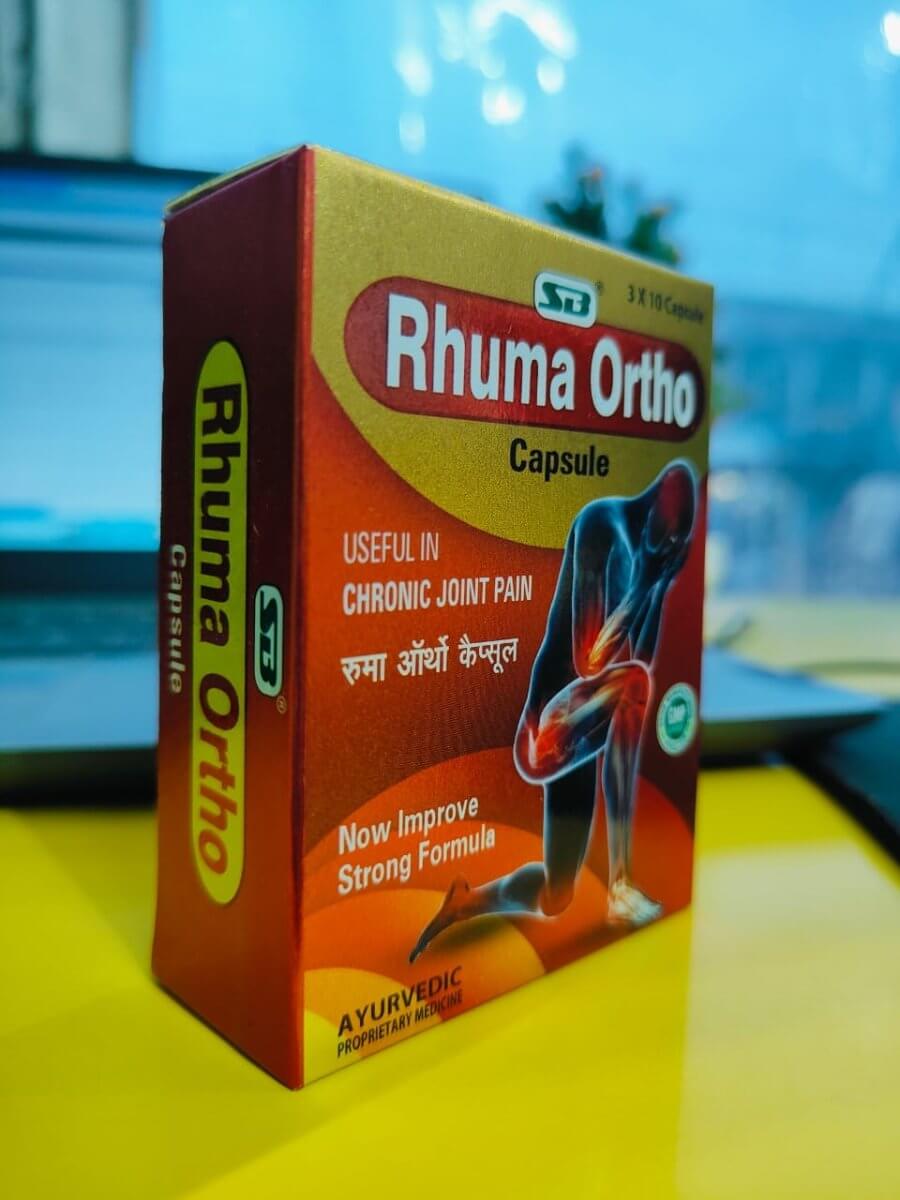 SB®
3 X 10 Capsule
Rhuma Ortho
Capsule
USEFUL IN
CHRONIC JOINT PAIN
रुमा ऑर्थो कैप्सूल
GMP
Now Improve
Strong Formula
AYURVEDIC
PROPRIETARY MEDICINE
SB®
Rhuma Ortho
Capsule